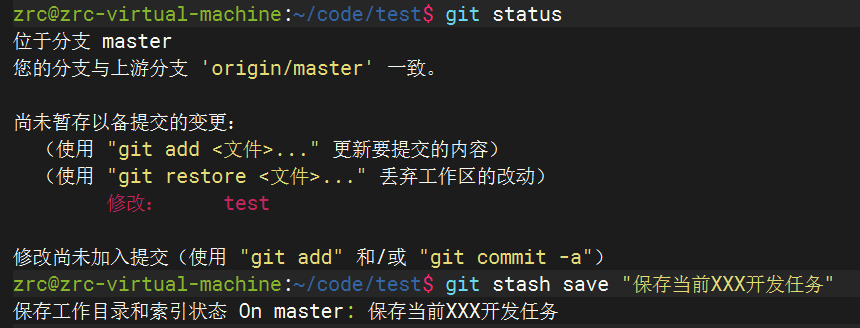 zrc@zrc-virtual-machine:~/code/test$ git status
位于分支 master
您的分支与上游分支 'origin/master' 一致。
尚未暂存以备提交的变更：
（使用 "git add <文件>..." 更新要提交的内容）
（使用 "git restore <文件>..." 丢弃工作区的改动）
修改：      test
修改尚未加入提交（使用 "git add" 和/或 "git commit -a"）
zrc@zrc-virtual-machine:~/code/test$ git stash save "保存当前XXX开发任务"
保存工作目录和索引状态 On master: 保存当前XXX开发任务